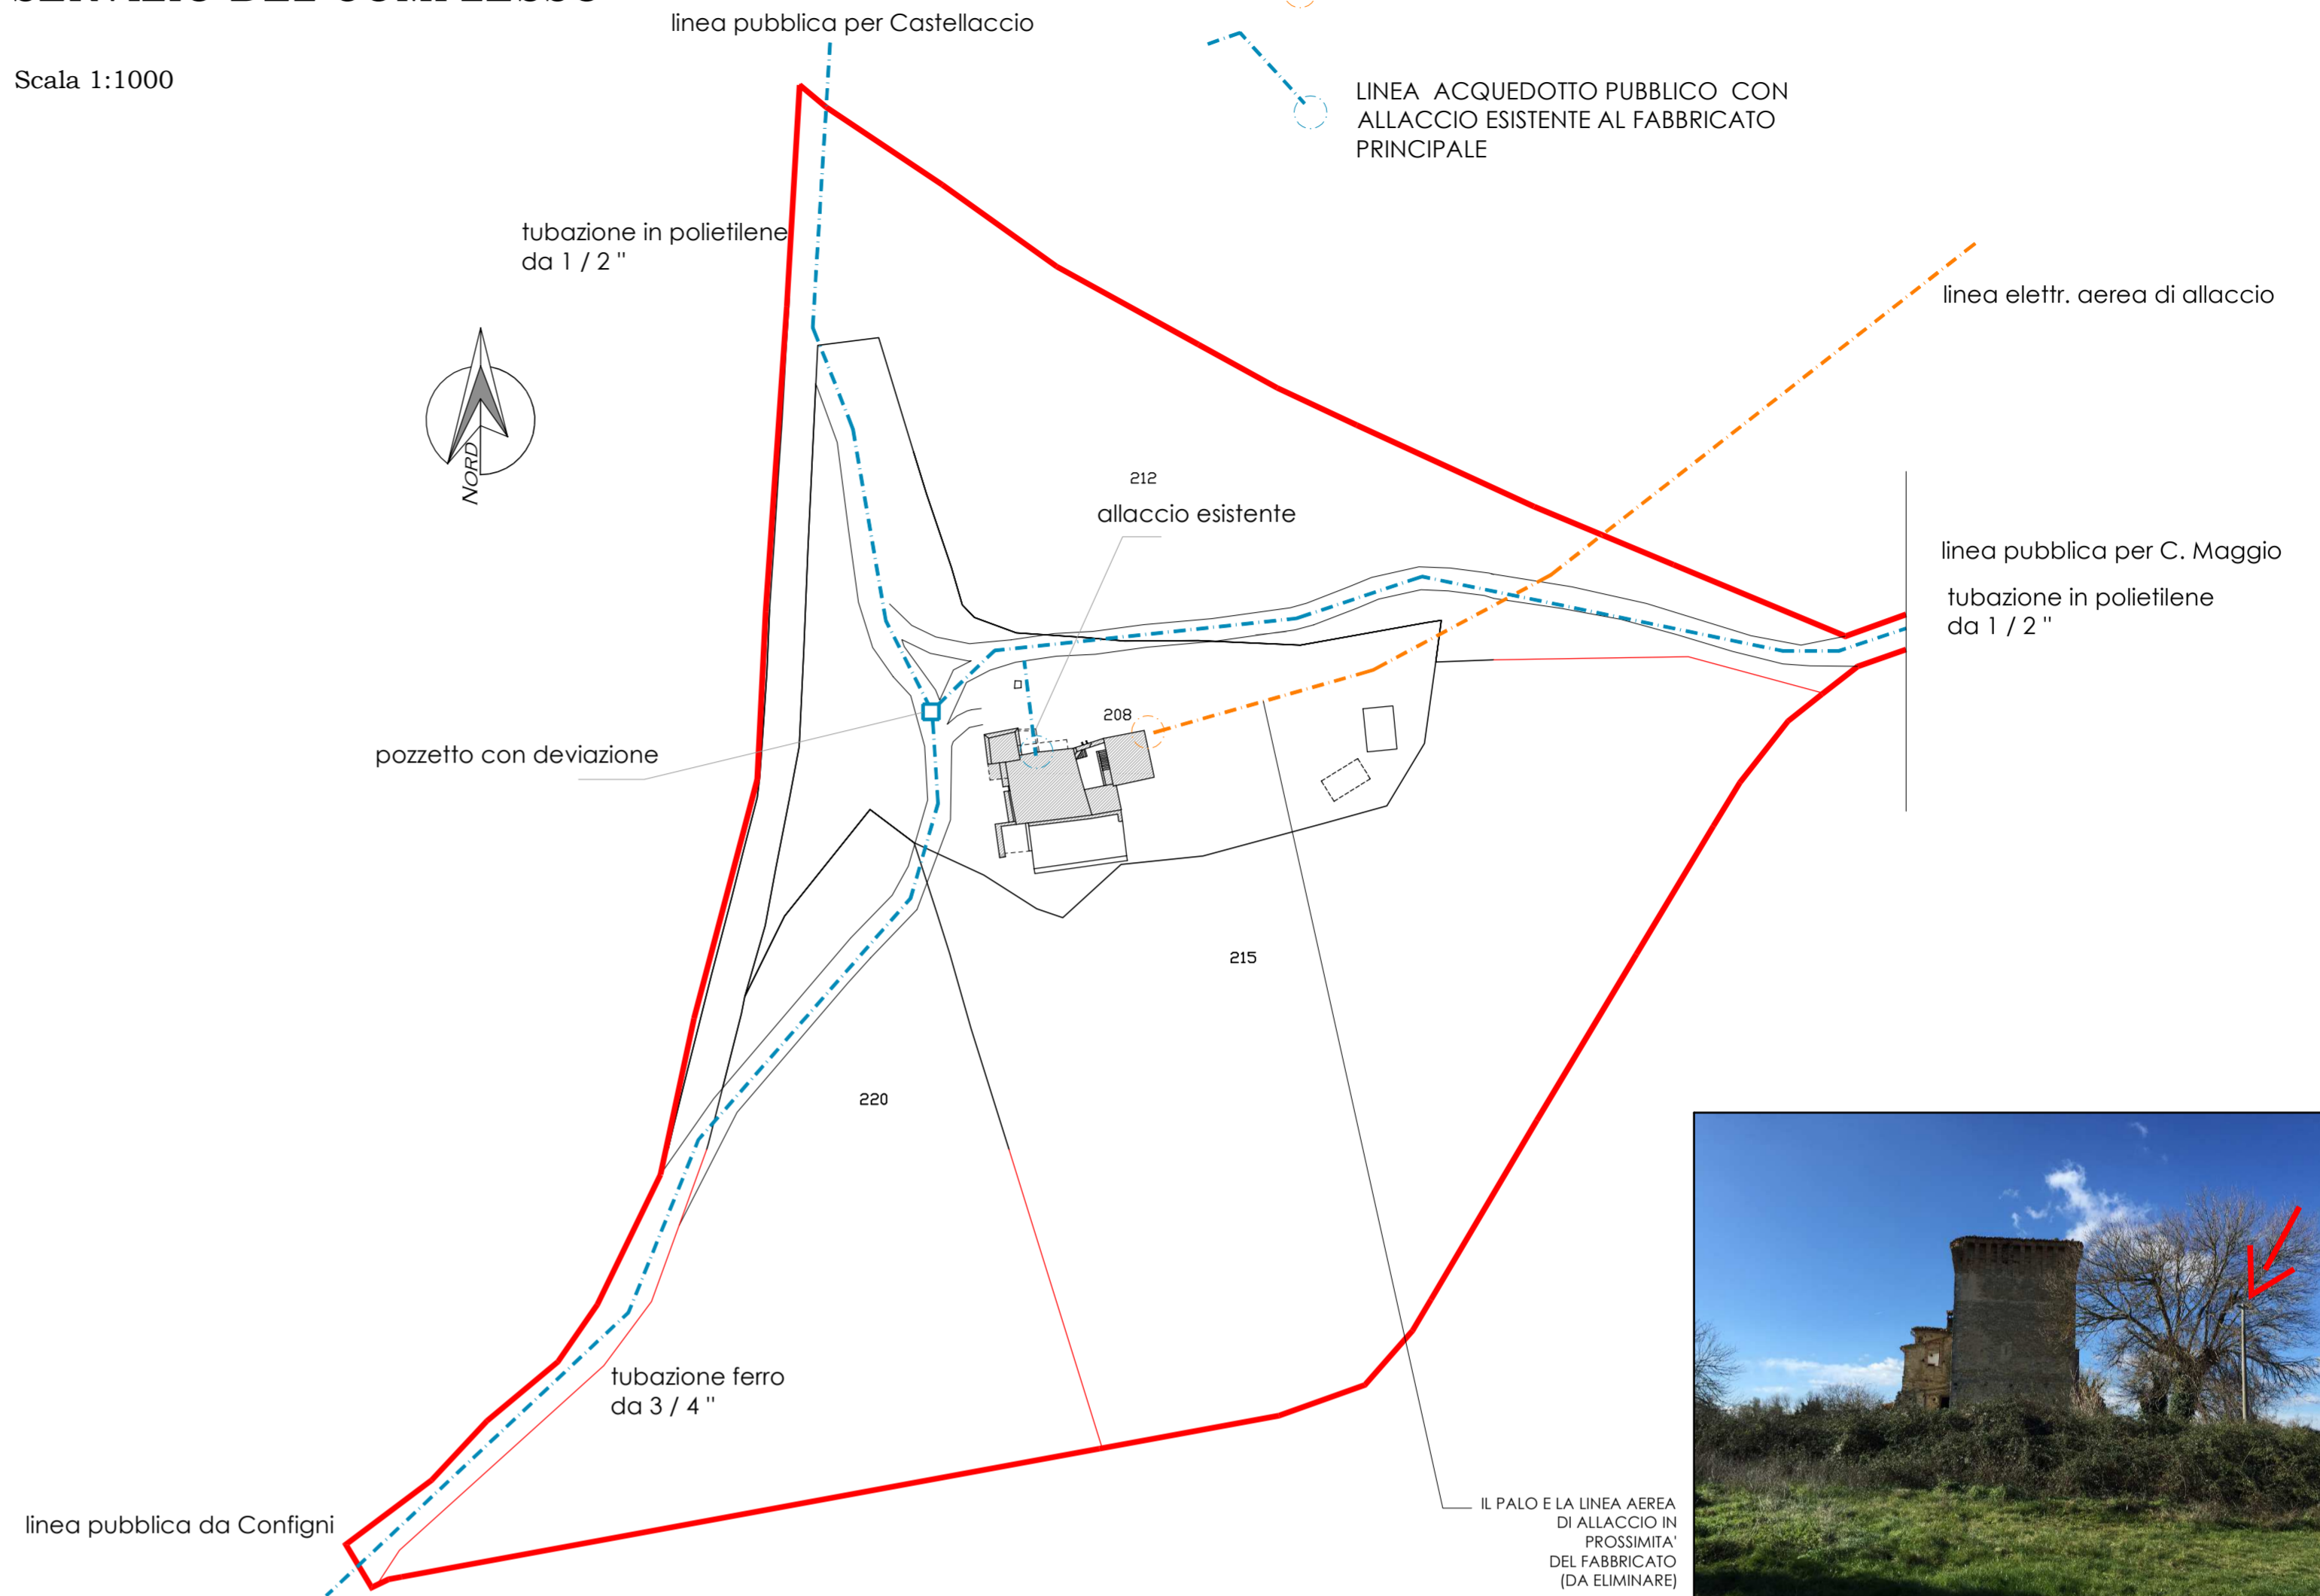 linea pubblica per Castellaccio
Scala 1:1000
LINEA ACQUEDOTTO PUBBLICO CON
ALLACCIO ESISTENTE AL FABBRICATO
PRINCIPALE
tubazione in polietilene
da 1 / 2 "
linea elettr. aerea di allaccio
NORD
212
allaccio esistente
linea pubblica per C. Maggio
tubazione in polietilene
da 1 / 2 "
208
pozzetto con deviazione
215
220
tubazione ferro
da 3 / 4 "
linea pubblica da Configni
IL PALO E LA LINEA AEREA
DI ALLACCIO IN
PROSSIMITA'
DEL FABBRICATO
(DA ELIMINARE)